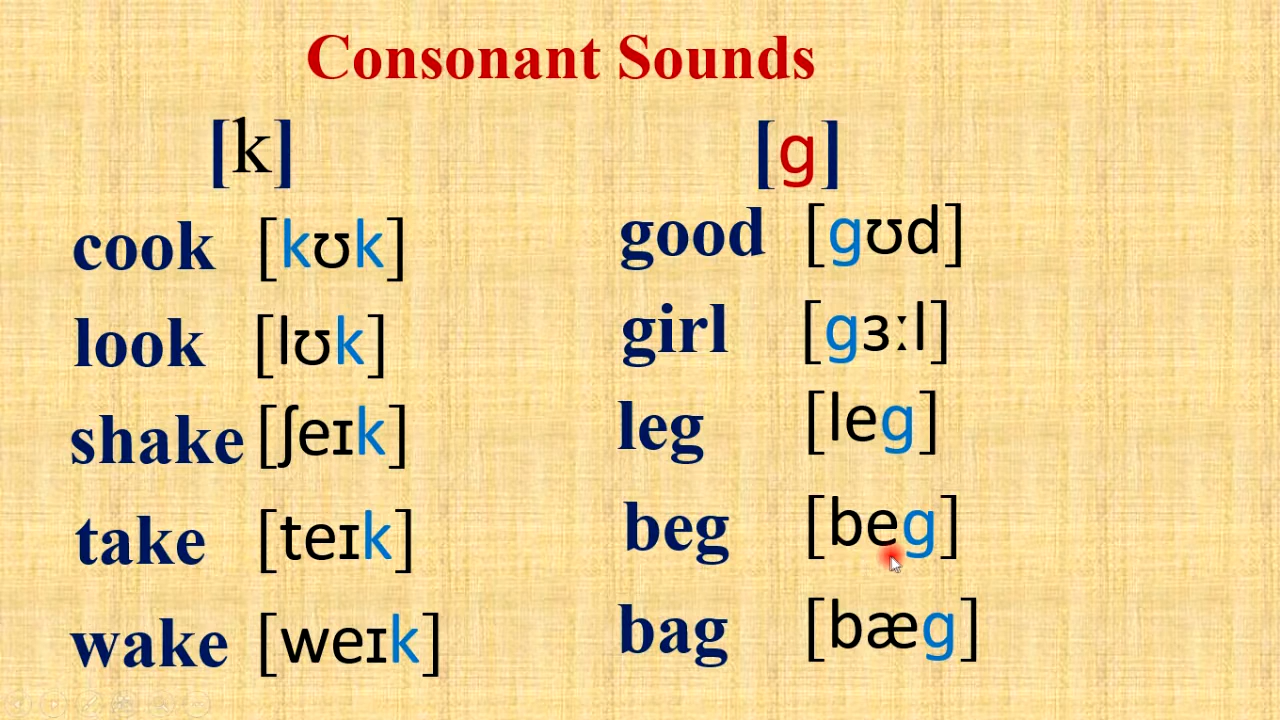 Consonant Sounds
[k] [g]
cook [kʊk] good [gʊd]
look [lʊk] girl [gɜːl]
shake [ʃeɪk] leg [leg]
take [teɪk] beg [beg]
wake [weɪk] bag [bæg]